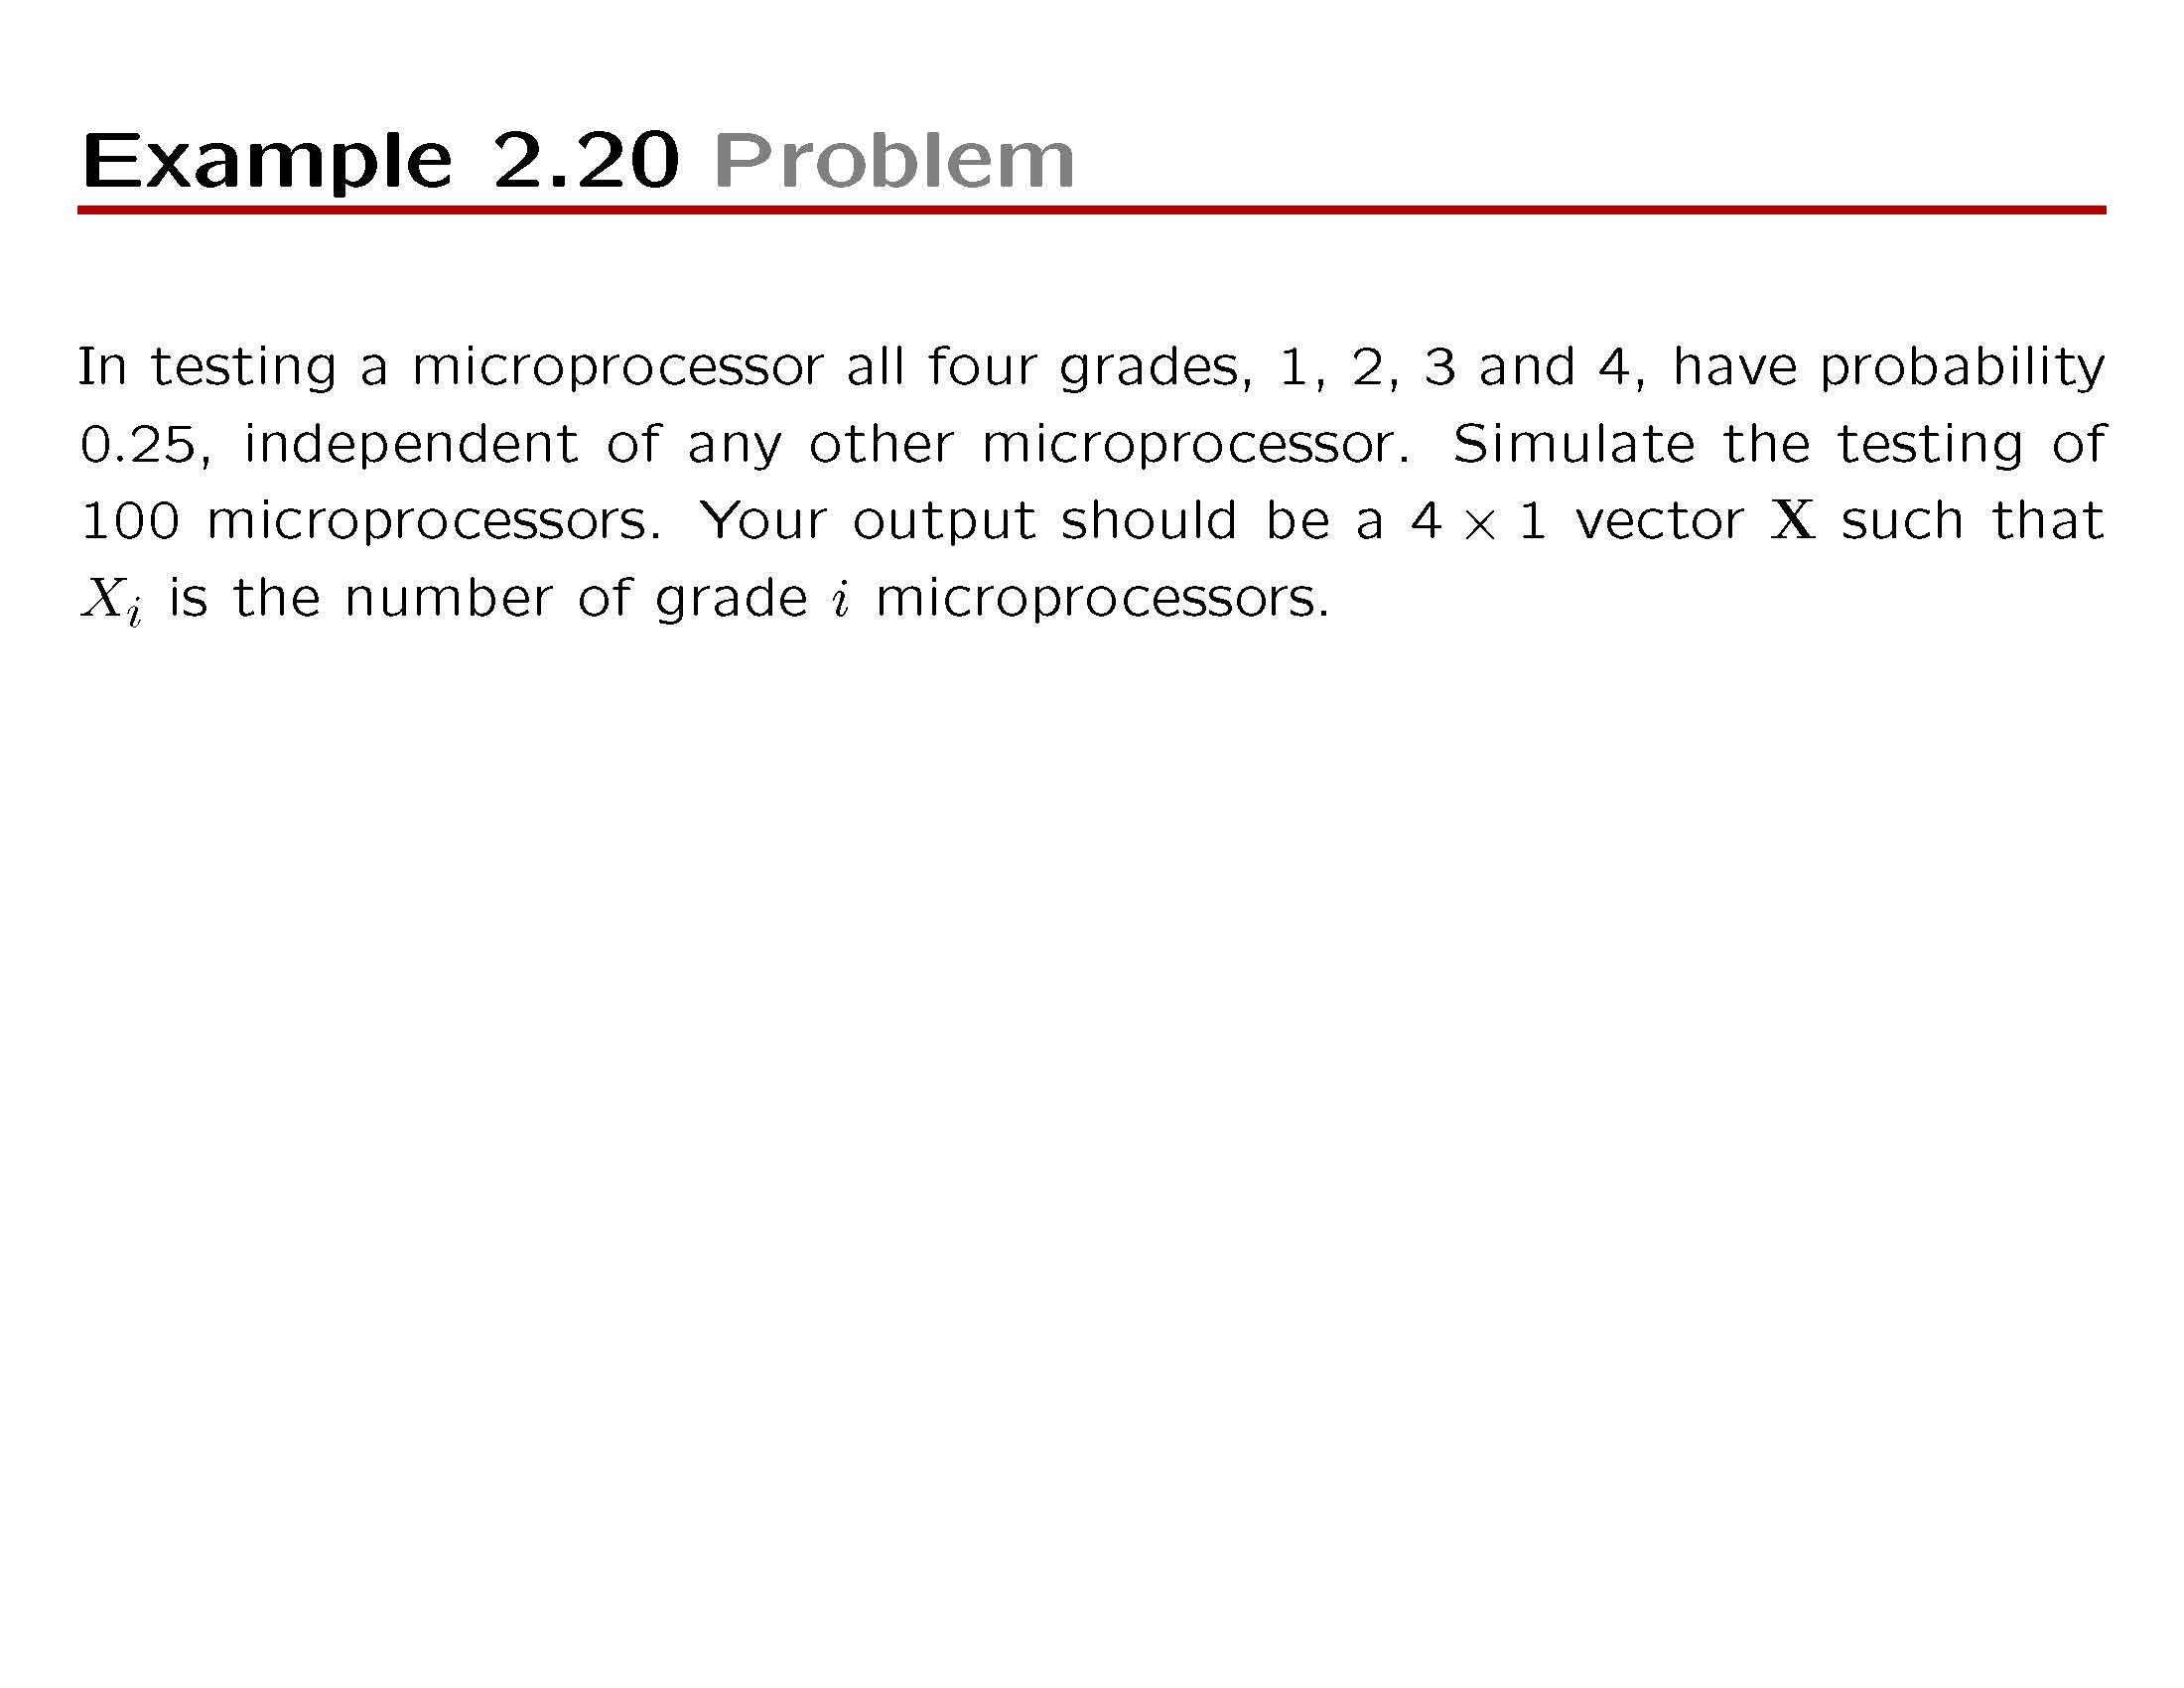 Example 2.20 Problem
In testing a microprocessor all four grades, 1, 2, 3 and 4, have probability
0.25, independent of any other microprocessor. Simulate the testing of
100 microprocessors. Your output should be a 4 × 1 vector X such that
Xᵢ is the number of grade i microprocessors.